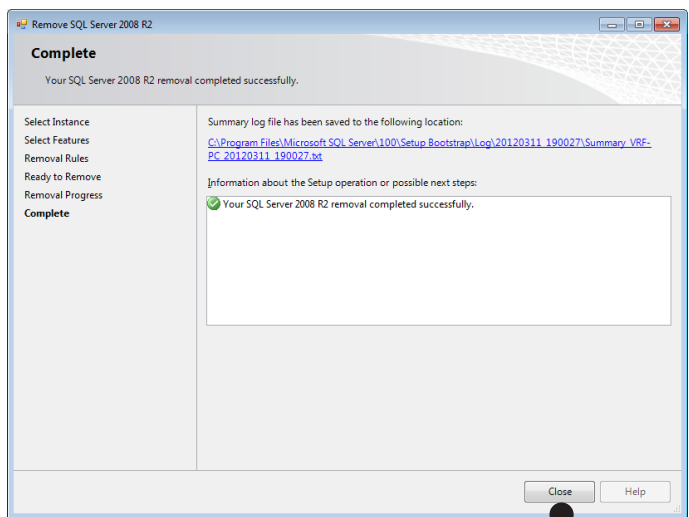 Remove SQL Server 2008 R2
Complete
Your SQL Server 2008 R2 removal completed successfully.
Select Instance
Select Features
Removal Rules
Ready to Remove
Removal Progress
Complete
Summary log file has been saved to the following location:
C:\Program Files\Microsoft SQL Server\100\Setup Bootstrap\Log\20120311_190027\Summary_VRF-
PC_20120311_190027.txt
Information about the Setup operation or possible next steps:
Your SQL Server 2008 R2 removal completed successfully.
Close
Help